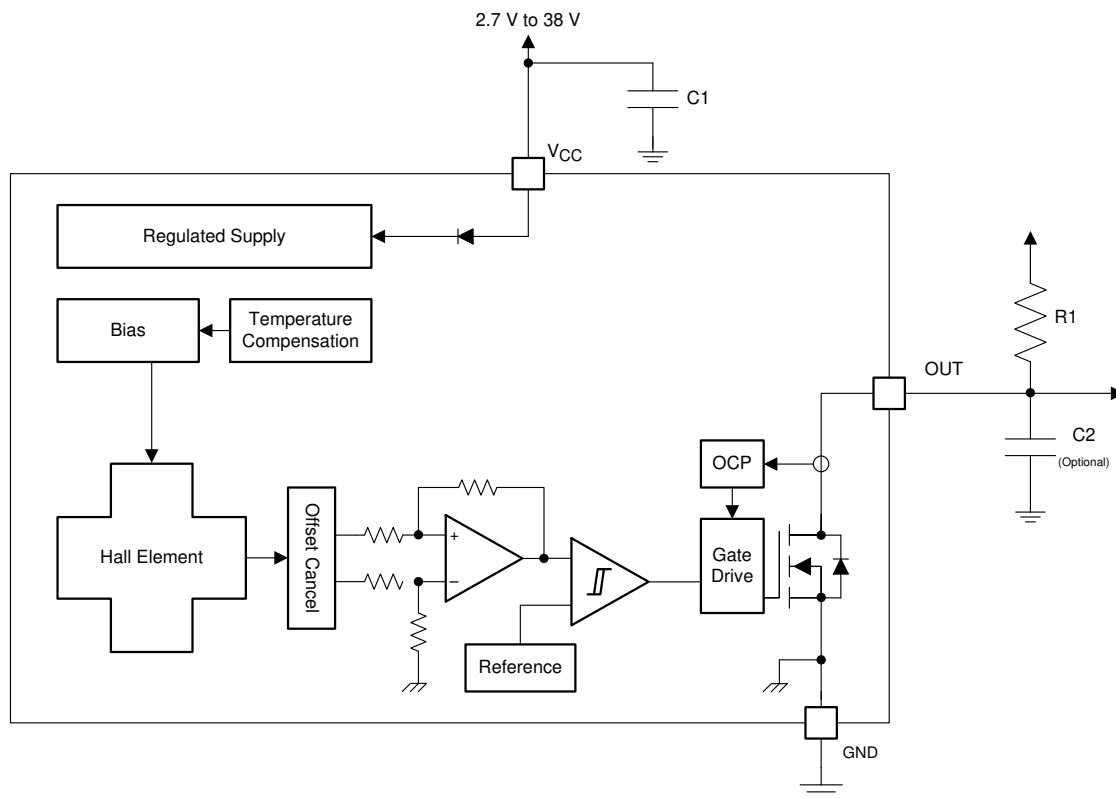 2.7 V to 38 V
C1
VCC
Regulated Supply
Bias
Temperature
Compensation
R1
OUT
C2
(Optional)
OCP
Hall Element
Offset Cancel
+
−
Gate
Drive
Reference
GND